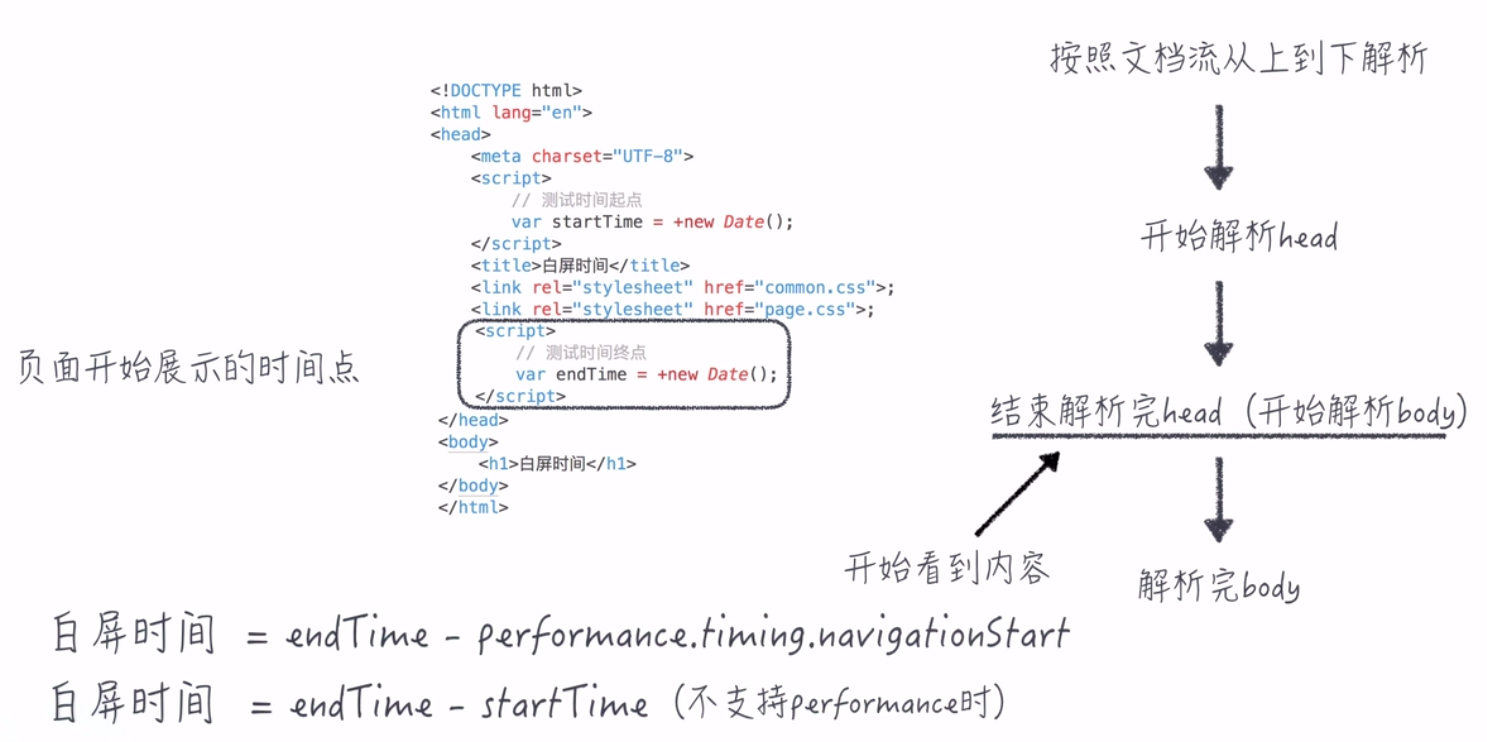 按照文档流从上到下解析
<!DOCTYPE html>
<html lang="en">
<head>
<meta charset="UTF-8">
<script>
// 测试时间起点
var startTime = +new Date();
</script>
<title>白屏时间</title>
<link rel="stylesheet" href="common.css">;
<link rel="stylesheet" href="page.css">;
<script>
// 测试时间终点
var endTime = +new Date();
</script>
</head>
<body>
<h1>白屏时间</h1>
</body>
</html>
页面开始展示的时间点
开始解析head
结束解析完head（开始解析body）
开始看到内容
解析完body
白屏时间 = endTime - performance.timing.navigationStart
白屏时间 = endTime - startTime（不支持performance时）